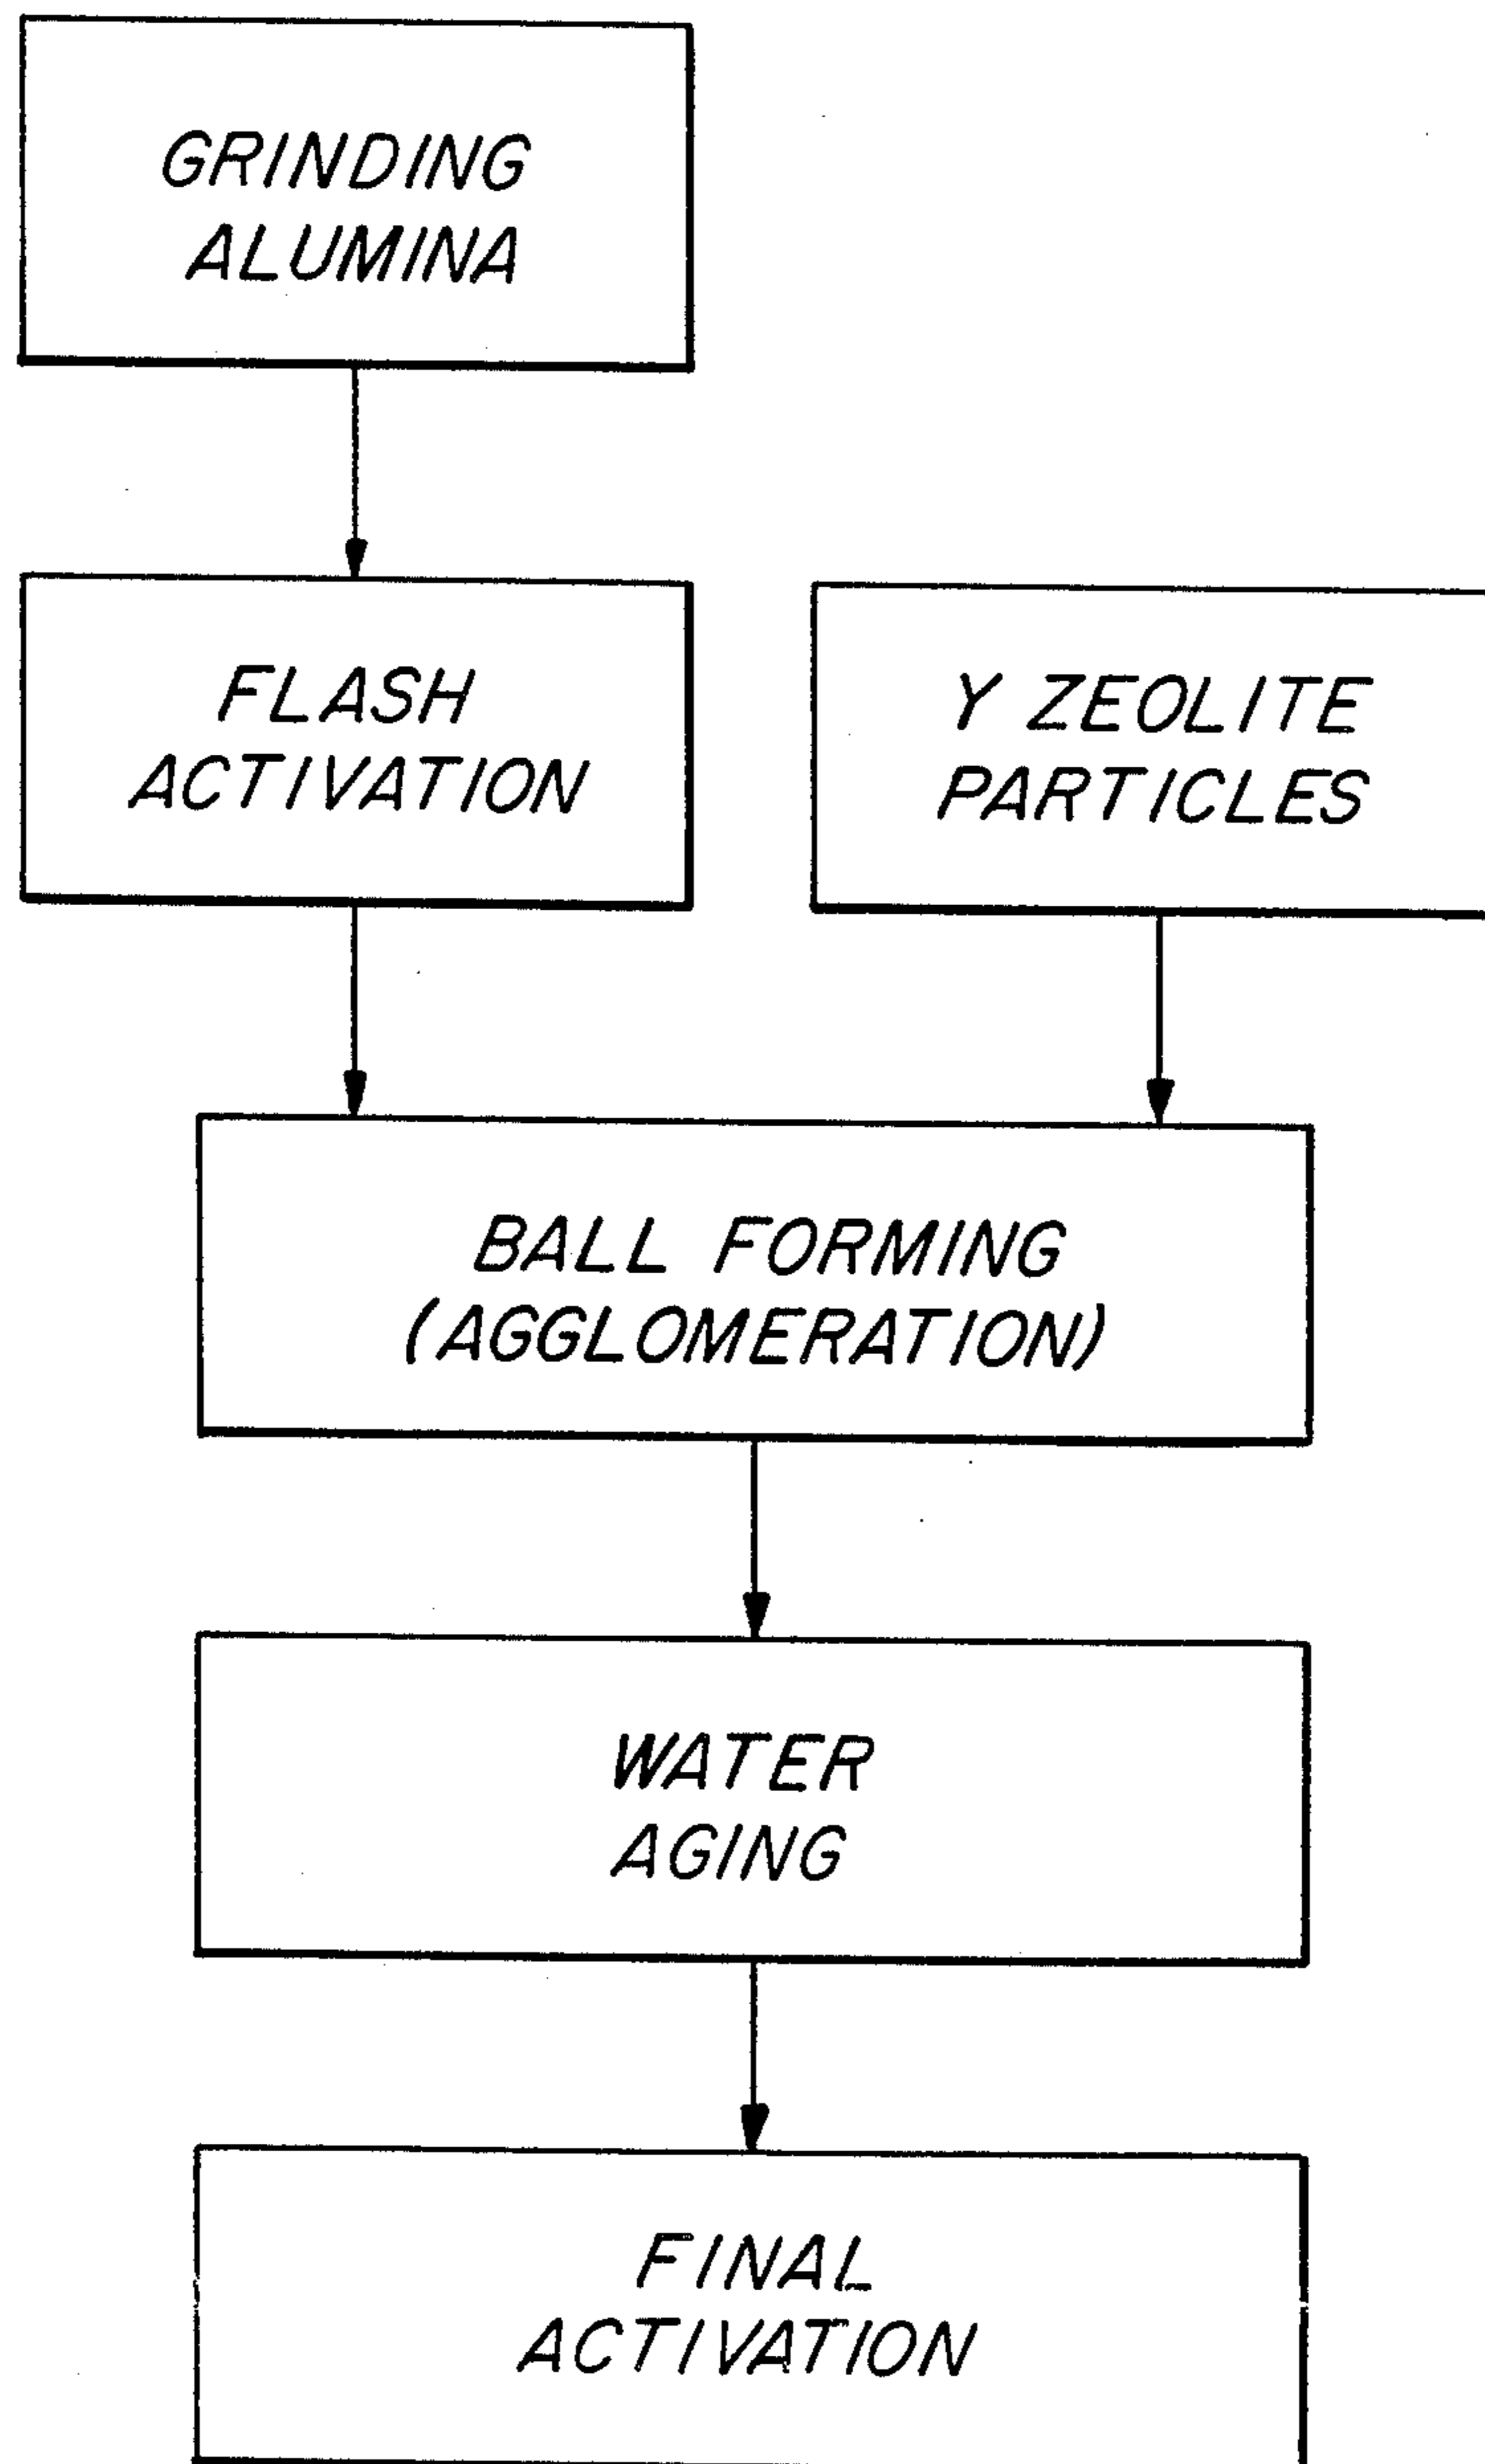 GRINDING
ALUMINA
FLASH
ACTIVATION
Y ZEOLITE
PARTICLES
BALL FORMING
(AGGLOMERATION)
WATER
AGING
FINAL
ACTIVATION